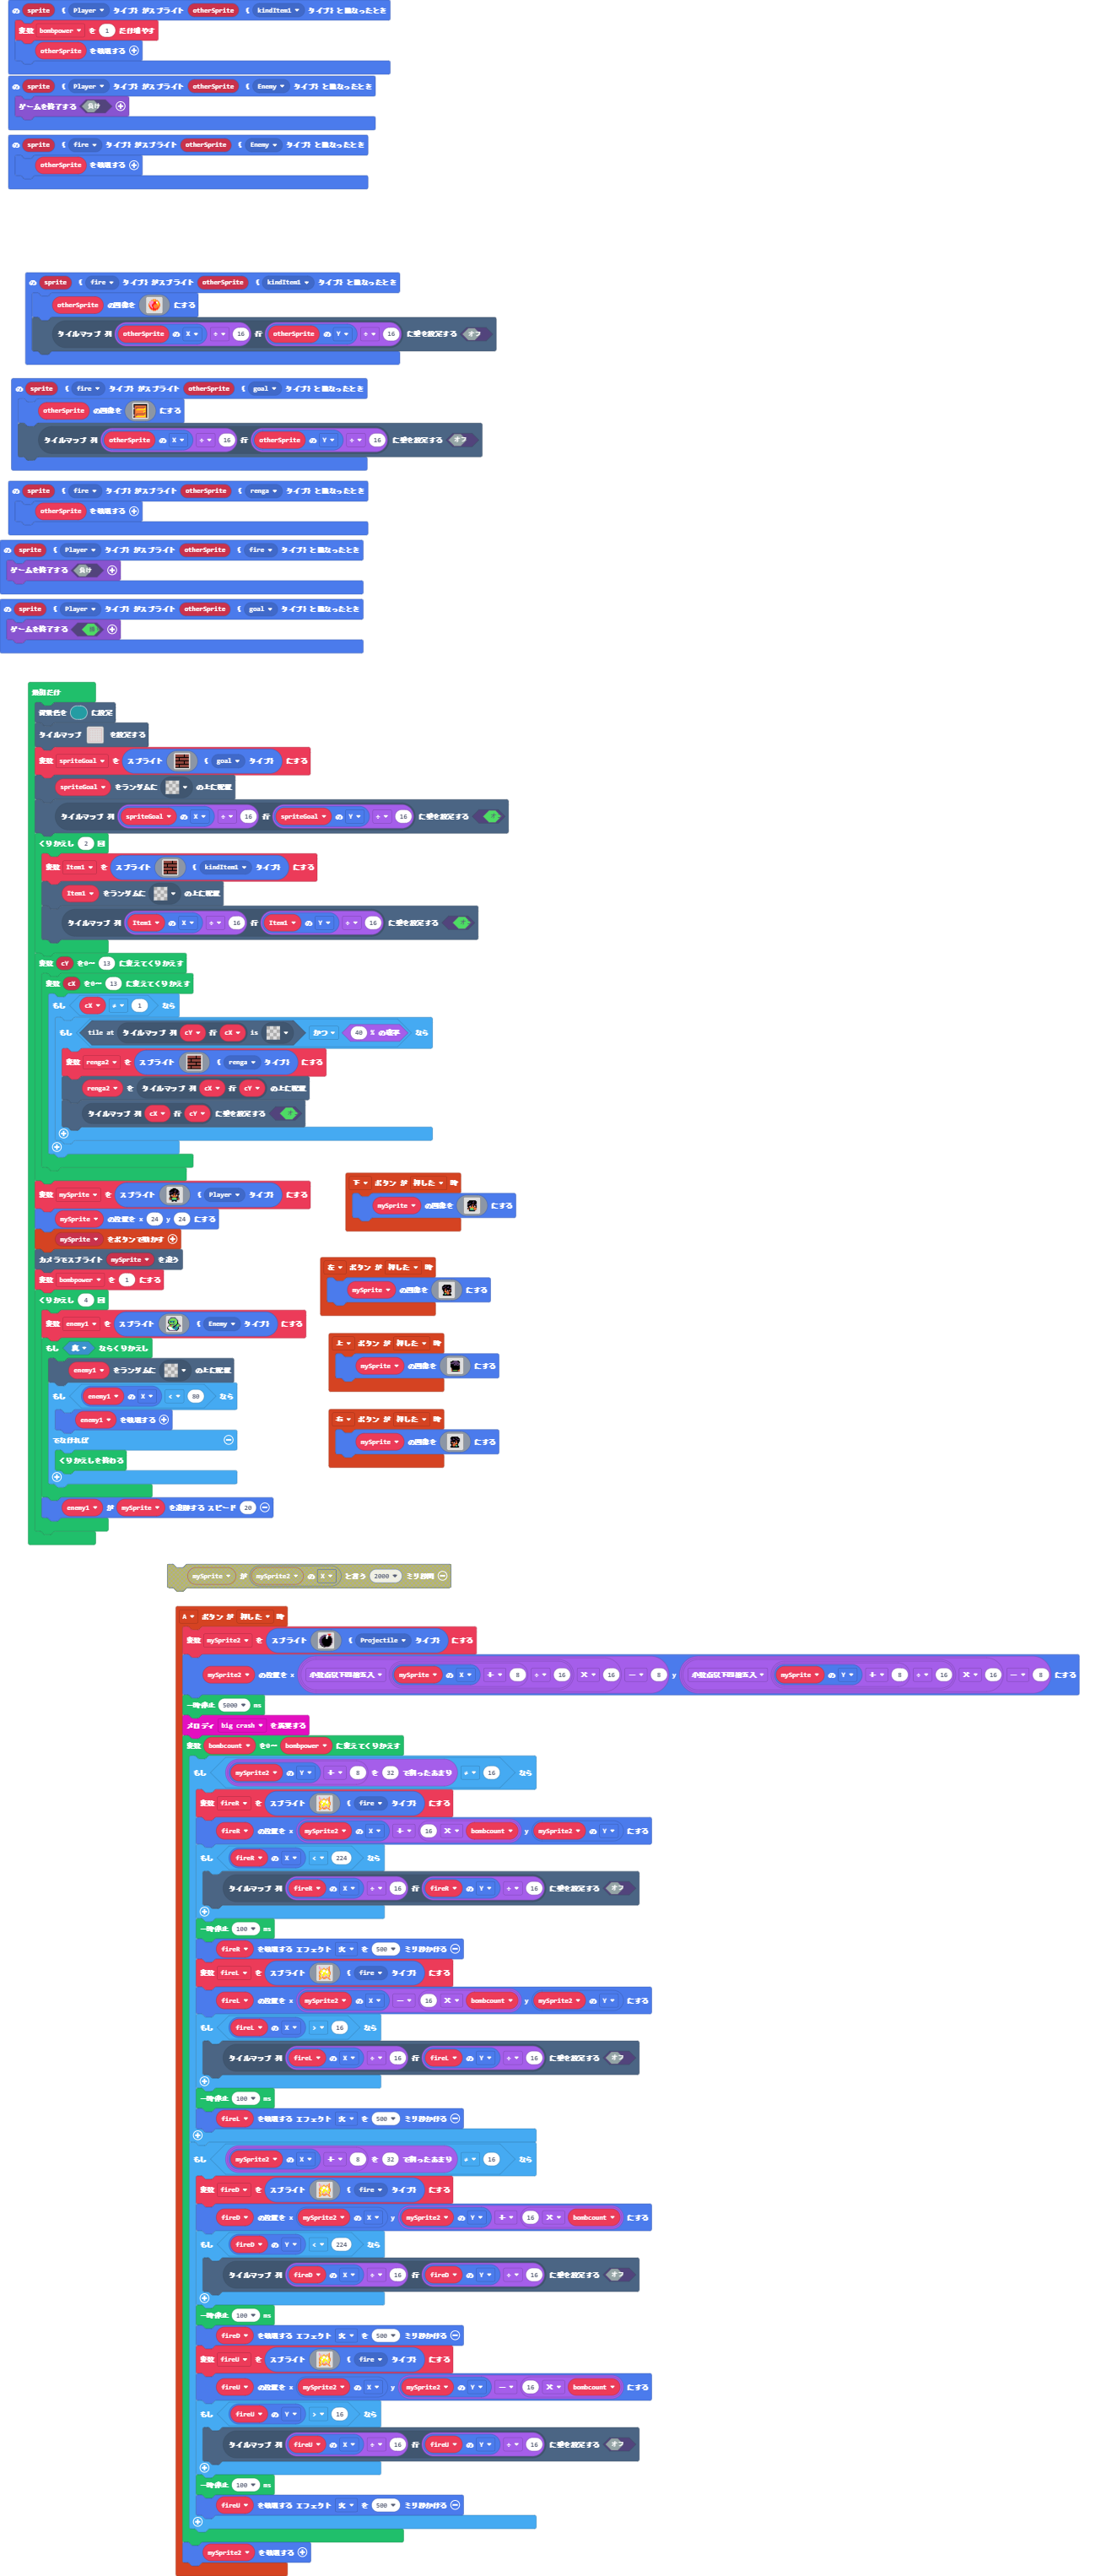 の sprite ( Player タイプ) がスプライト otherSprite ( kindItem1 タイプ) と重なったとき
変数 bombpower を 1 だけ増やす
otherSprite を破壊する
の sprite ( Player タイプ) がスプライト otherSprite ( Enemy タイプ) と重なったとき
ゲームを終了する 負け
の sprite ( fire タイプ) がスプライト otherSprite ( Enemy タイプ) と重なったとき
otherSprite を破壊する
の sprite ( fire タイプ) がスプライト otherSprite ( kindItem1 タイプ) と重なったとき
otherSprite の画像を にする
タイルマップ 列 otherSprite の X ÷ 16 行 otherSprite の Y ÷ 16 に壁を設定する オフ
の sprite ( fire タイプ) がスプライト otherSprite ( goal タイプ) と重なったとき
otherSprite の画像を にする
タイルマップ 列 otherSprite の X ÷ 16 行 otherSprite の Y ÷ 16 に壁を設定する オフ
の sprite ( fire タイプ) がスプライト otherSprite ( renga タイプ) と重なったとき
otherSprite を破壊する
の sprite ( Player タイプ) がスプライト otherSprite ( fire タイプ) と重なったとき
ゲームを終了する 負け
の sprite ( Player タイプ) がスプライト otherSprite ( goal タイプ) と重なったとき
ゲームを終了する
最初だけ
背景色を に設定
タイルマップ を設定する
変数 spriteGoal を スプライト ( goal タイプ) にする
spriteGoal をランダムに の上に配置
タイルマップ 列 spriteGoal の X ÷ 16 行 spriteGoal の Y ÷ 16 に壁を設定する
くりかえし 2 回
変数 Item1 を スプライト ( kindItem1 タイプ) にする
Item1 をランダムに の上に配置
タイルマップ 列 Item1 の X ÷ 16 行 Item1 の Y ÷ 16 に壁を設定する
変数 cY を0〜 13 に変えてくりかえす
変数 cX を0〜 13 に変えてくりかえす
もし cX ≠ 1 なら
もし tile at タイルマップ 列 cY 行 cX is かつ 40 % の確率 なら
変数 renga2 を スプライト ( renga タイプ) にする
renga2 を タイルマップ 列 cX 行 cY の上に配置
タイルマップ 列 cX 行 cY に壁を設定する
変数 mySprite を スプライト ( Player タイプ) にする
mySprite の位置を x 24 y 24 にする
mySprite をボタンで動かす
カメラでスプライト mySprite を追う
変数 bombpower を 1 にする
くりかえし 4 回
変数 enemy1 を スプライト ( Enemy タイプ) にする
もし 真 ならくりかえし
enemy1 をランダムに の上に配置
もし enemy1 の X < 80 なら
enemy1 を破壊する
でなければ
くりかえしを終わる
enemy1 が mySprite を追跡する スピード 20
下 ボタン が 押した 時
mySprite の画像を にする
左 ボタン が 押した 時
mySprite の画像を にする
上 ボタン が 押した 時
mySprite の画像を にする
右 ボタン が 押した 時
mySprite の画像を にする
mySprite が mySprite2 の X と言う 2000 ミリ秒間
A ボタン が 押した 時
変数 mySprite2 を スプライト ( Projectile タイプ) にする
mySprite2 の位置を x 小数点以下四捨五入 mySprite の X + 8 ÷ 16 × 16 - 8 y 小数点以下四捨五入 mySprite の Y + 8 ÷ 16 × 16 - 8 にする
一時停止 5000 ms
メロディ big crash を演奏する
変数 bombcount を0〜 bombpower に変えてくりかえす
もし mySprite2 の Y + 8 を 32 で割ったあまり 16 なら
変数 fireR を スプライト ( fire タイプ) にする
fireR の位置を x mySprite2 の X + 16 × bombcount y mySprite2 の Y にする
もし fireR の X < 224 なら
タイルマップ 列 fireR の X ÷ 16 行 fireR の Y ÷ 16 に壁を設定する オフ
一時停止 100 ms
fireR を破壊する エフェクト 火 を 500 ミリ秒かける
変数 fireL を スプライト ( fire タイプ) にする
fireL の位置を x mySprite2 の X - 16 × bombcount y mySprite2 の Y にする
もし fireL の X > 16 なら
タイルマップ 列 fireL の X ÷ 16 行 fireL の Y ÷ 16 に壁を設定する オフ
一時停止 100 ms
fireL を破壊する エフェクト 火 を 500 ミリ秒かける
もし mySprite2 の X + 8 を 32 で割ったあまり 16 なら
変数 fireD を スプライト ( fire タイプ) にする
fireD の位置を x mySprite2 の X y mySprite2 の Y + 16 × bombcount にする
もし fireD の Y < 224 なら
タイルマップ 列 fireD の X ÷ 16 行 fireD の Y ÷ 16 に壁を設定する オフ
一時停止 100 ms
fireD を破壊する エフェクト 火 を 500 ミリ秒かける
変数 fireU を スプライト ( fire タイプ) にする
fireU の位置を x mySprite2 の X y mySprite2 の Y - 16 × bombcount にする
もし fireU の Y > 16 なら
タイルマップ 列 fireU の X ÷ 16 行 fireU の Y ÷ 16 に壁を設定する オフ
一時停止 100 ms
fireU を破壊する エフェクト 火 を 500 ミリ秒かける
mySprite2 を破壊する